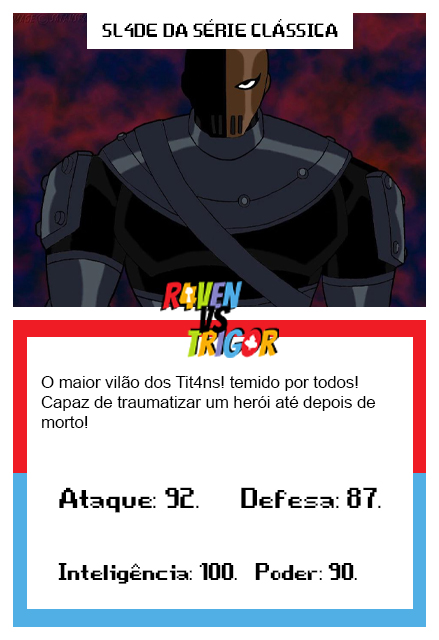 SL4DE DA SÉRIE CLÁSSICA
R4VEN
VS
TRIGOR
O maior vilão dos Tit4ns! temido por todos!
Capaz de traumatizar um herói até depois de
morto!
Ataque: 92. Defesa: 87.
Inteligência: 100. Poder: 90.